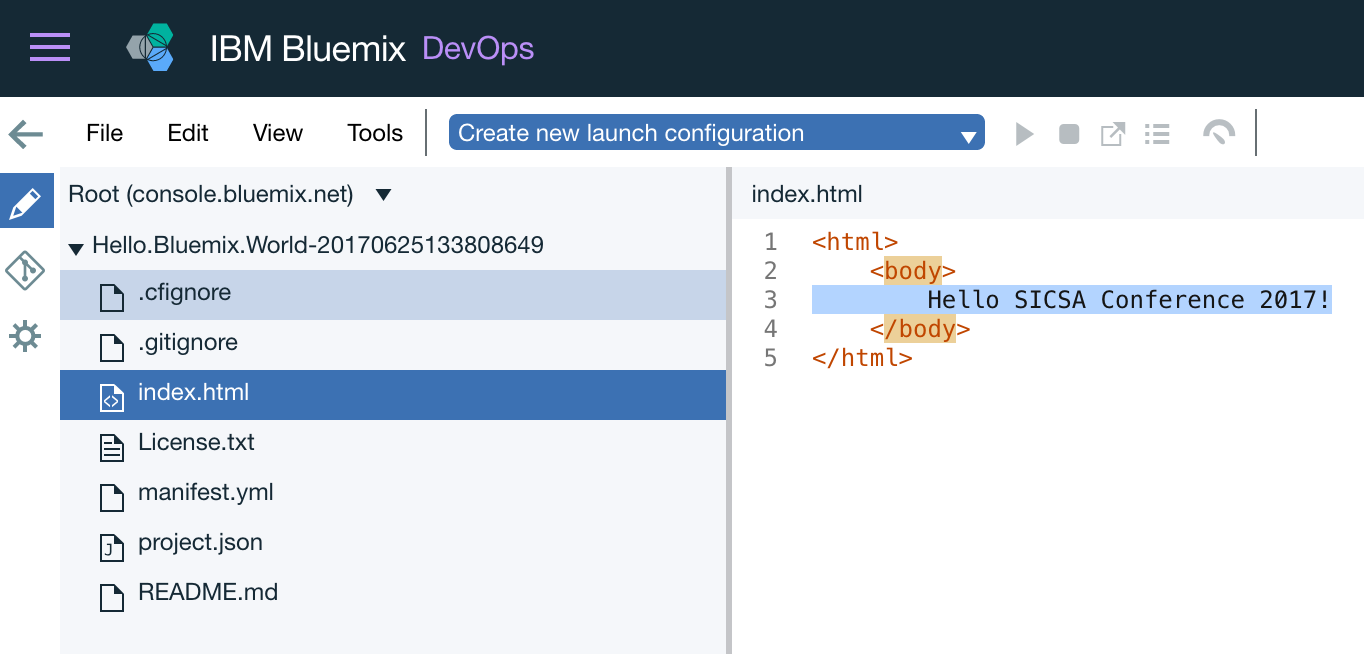 IBM Bluemix DevOps
File Edit View Tools Create new launch configuration
Root (console.bluemix.net)
Hello.Bluemix.World-20170625133808649
.cfignore
.gitignore
index.html
License.txt
manifest.yml
project.json
README.md
index.html
1 <html>
2 <body>
3 Hello SICSA Conference 2017!
4 </body>
5 </html>